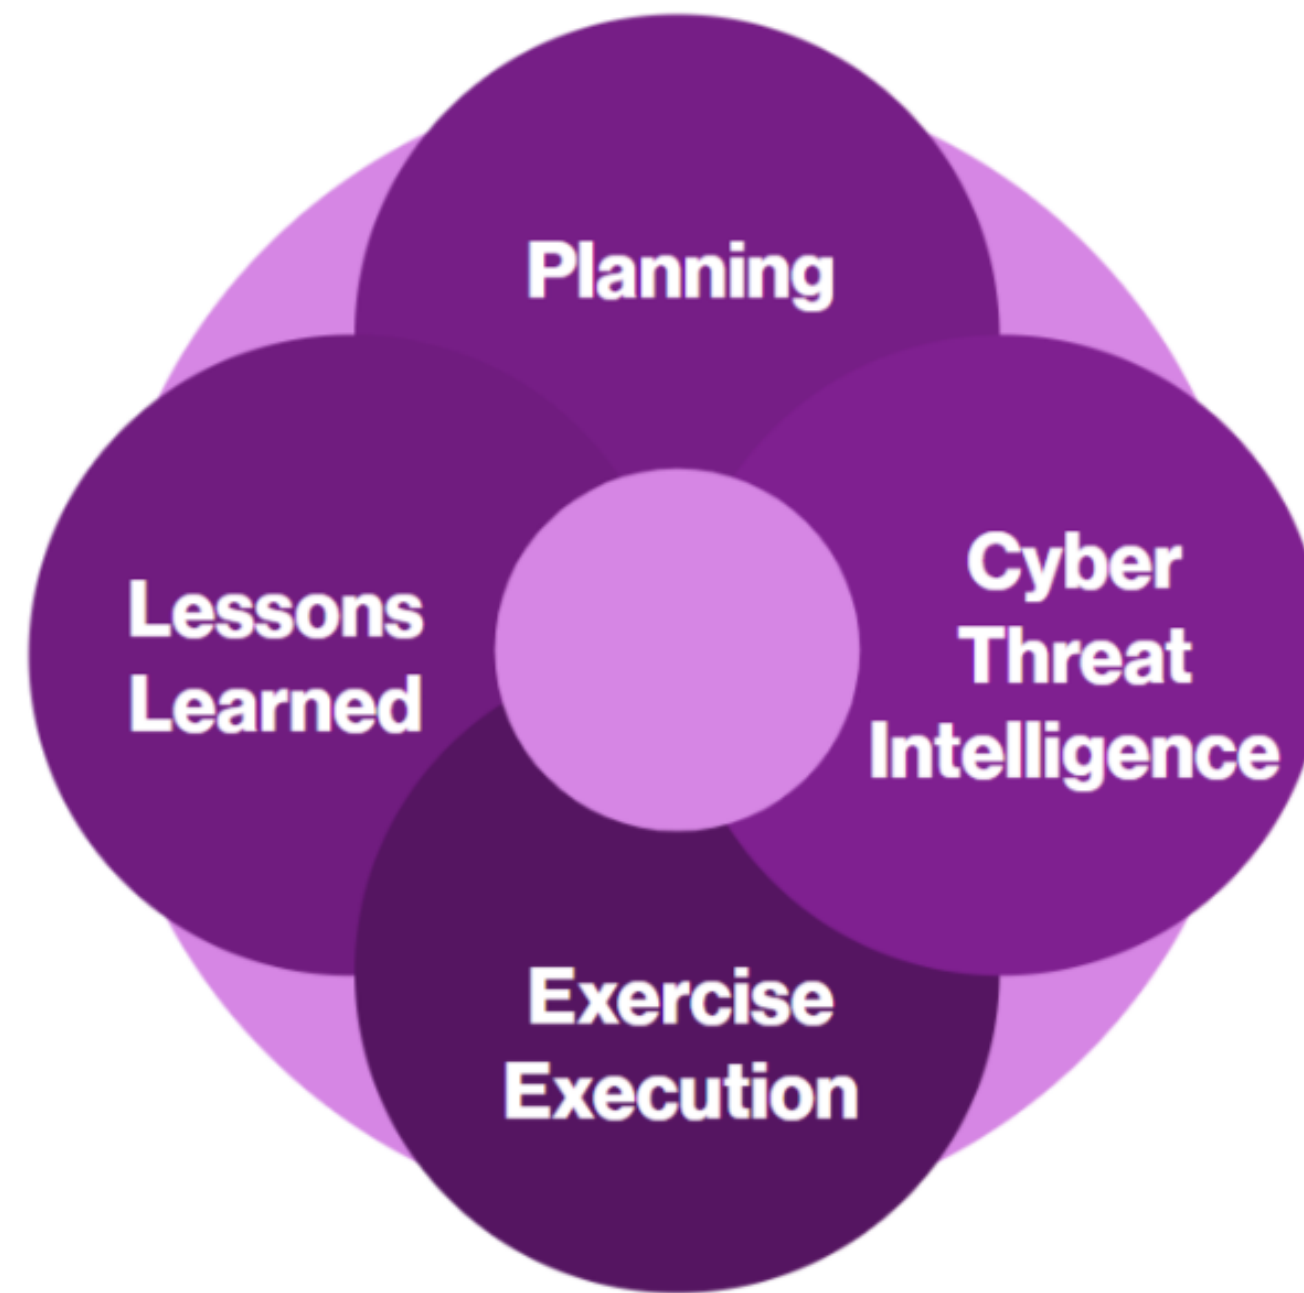 Planning
Cyber
Threat
Intelligence
Exercise
Execution
Lessons
Learned